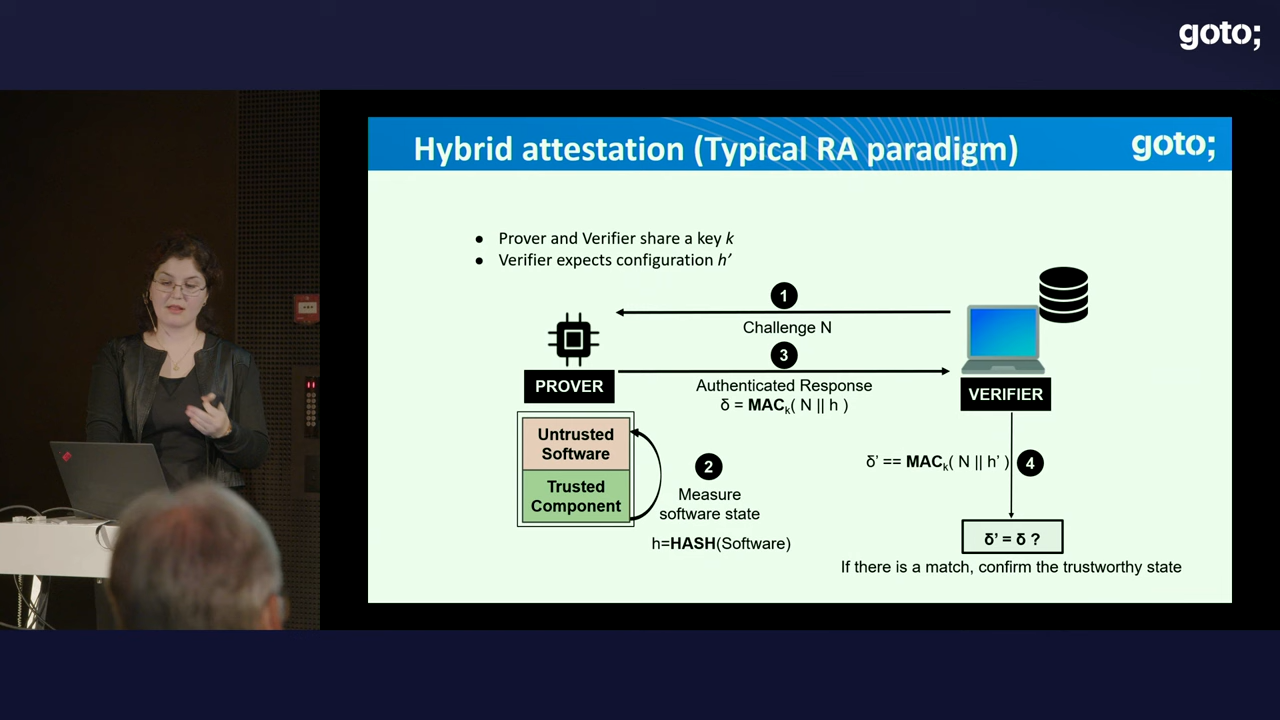 goto;
Hybrid attestation (Typical RA paradigm)
goto;
● Prover and Verifier share a key k
● Verifier expects configuration h’
1
Challenge N
3
PROVER
Authenticated Response
δ = MACk( N || h )
VERIFIER
Untrusted
Software
Trusted
Component
2
Measure
software state
h=HASH(Software)
δ’ == MACk( N || h’ )
4
δ’ = δ ?
If there is a match, confirm the trustworthy state